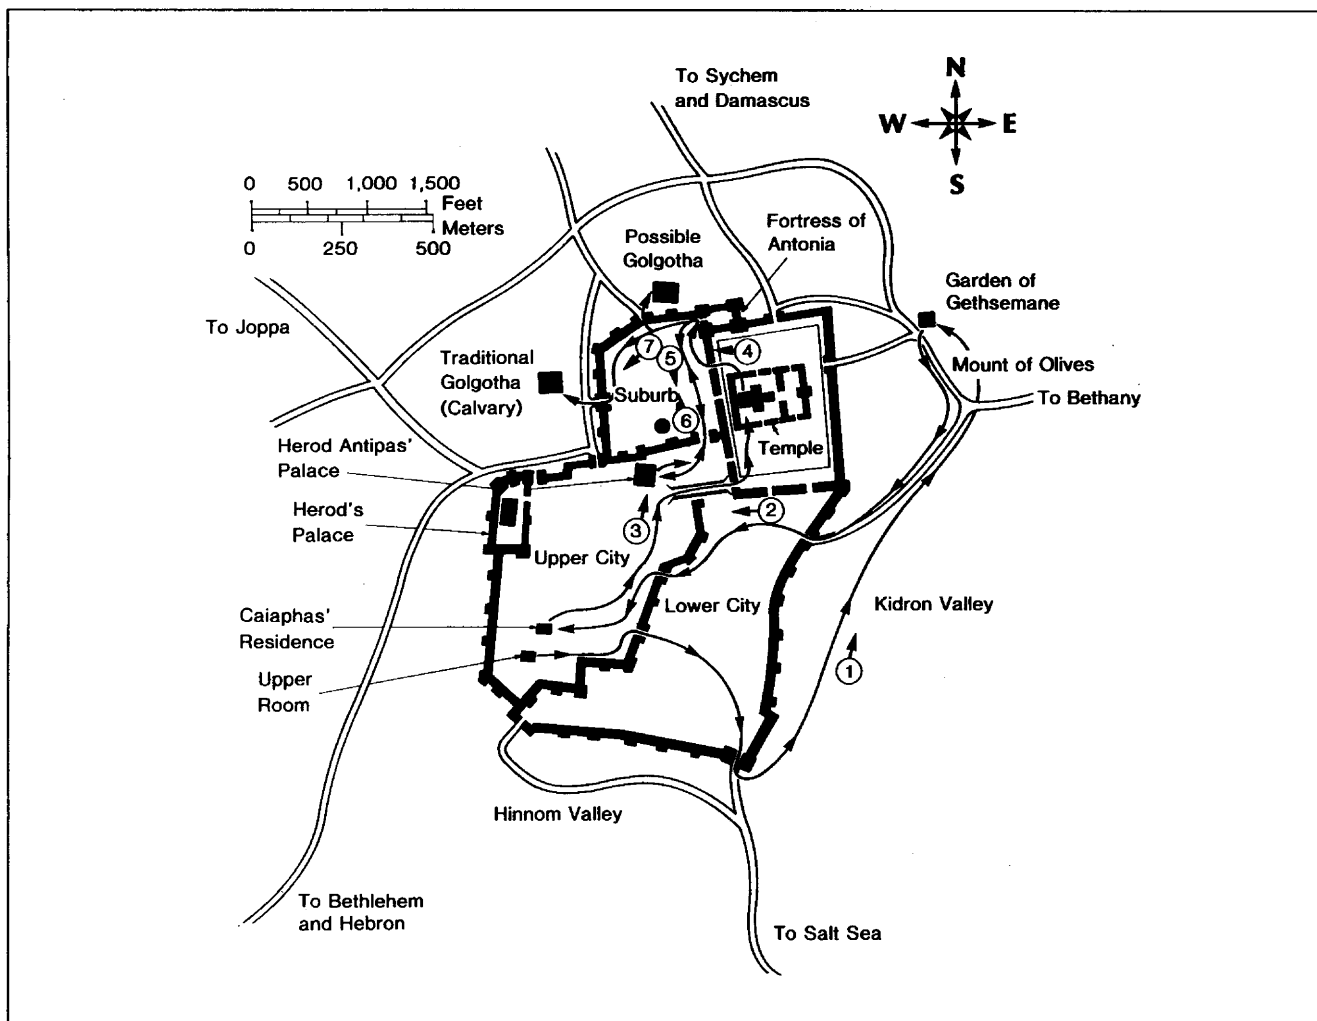 To Sychem
and Damascus
N
W
E
S
0 500 1,000 1,500
Feet
Meters
0 250 500
Possible
Golgotha
Fortress of
Antonia
Garden of
Gethsemane
To Joppa
Traditional
Golgotha
(Calvary)
7
5
4
Mount of Olives
To Bethany
Suburb
6
Temple
Herod Antipas'
Palace
Herod's
Palace
3
2
Upper City
Lower City
Kidron Valley
Caiaphas'
Residence
1
Upper
Room
Hinnom Valley
To Bethlehem
and Hebron
To Salt Sea